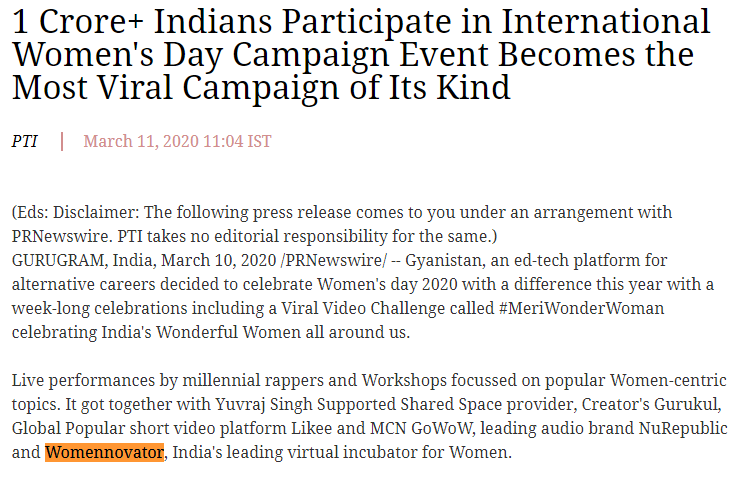 1 Crore+ Indians Participate in International
Women's Day Campaign Event Becomes the
Most Viral Campaign of Its Kind
PTI | March 11, 2020 11:04 IST
(Eds: Disclaimer: The following press release comes to you under an arrangement with
PRNewswire. PTI takes no editorial responsibility for the same.)
GURUGRAM, India, March 10, 2020 /PRNewswire/ -- Gyanistan, an ed-tech platform for
alternative careers decided to celebrate Women's day 2020 with a difference this year with a
week-long celebrations including a Viral Video Challenge called #MeriWonderWoman
celebrating India's Wonderful Women all around us.
Live performances by millennial rappers and Workshops focussed on popular Women-centric
topics. It got together with Yuvraj Singh Supported Shared Space provider, Creator's Gurukul,
Global Popular short video platform Likee and MCN GoWoW, leading audio brand NuRepublic
and Womennovator, India's leading virtual incubator for Women.